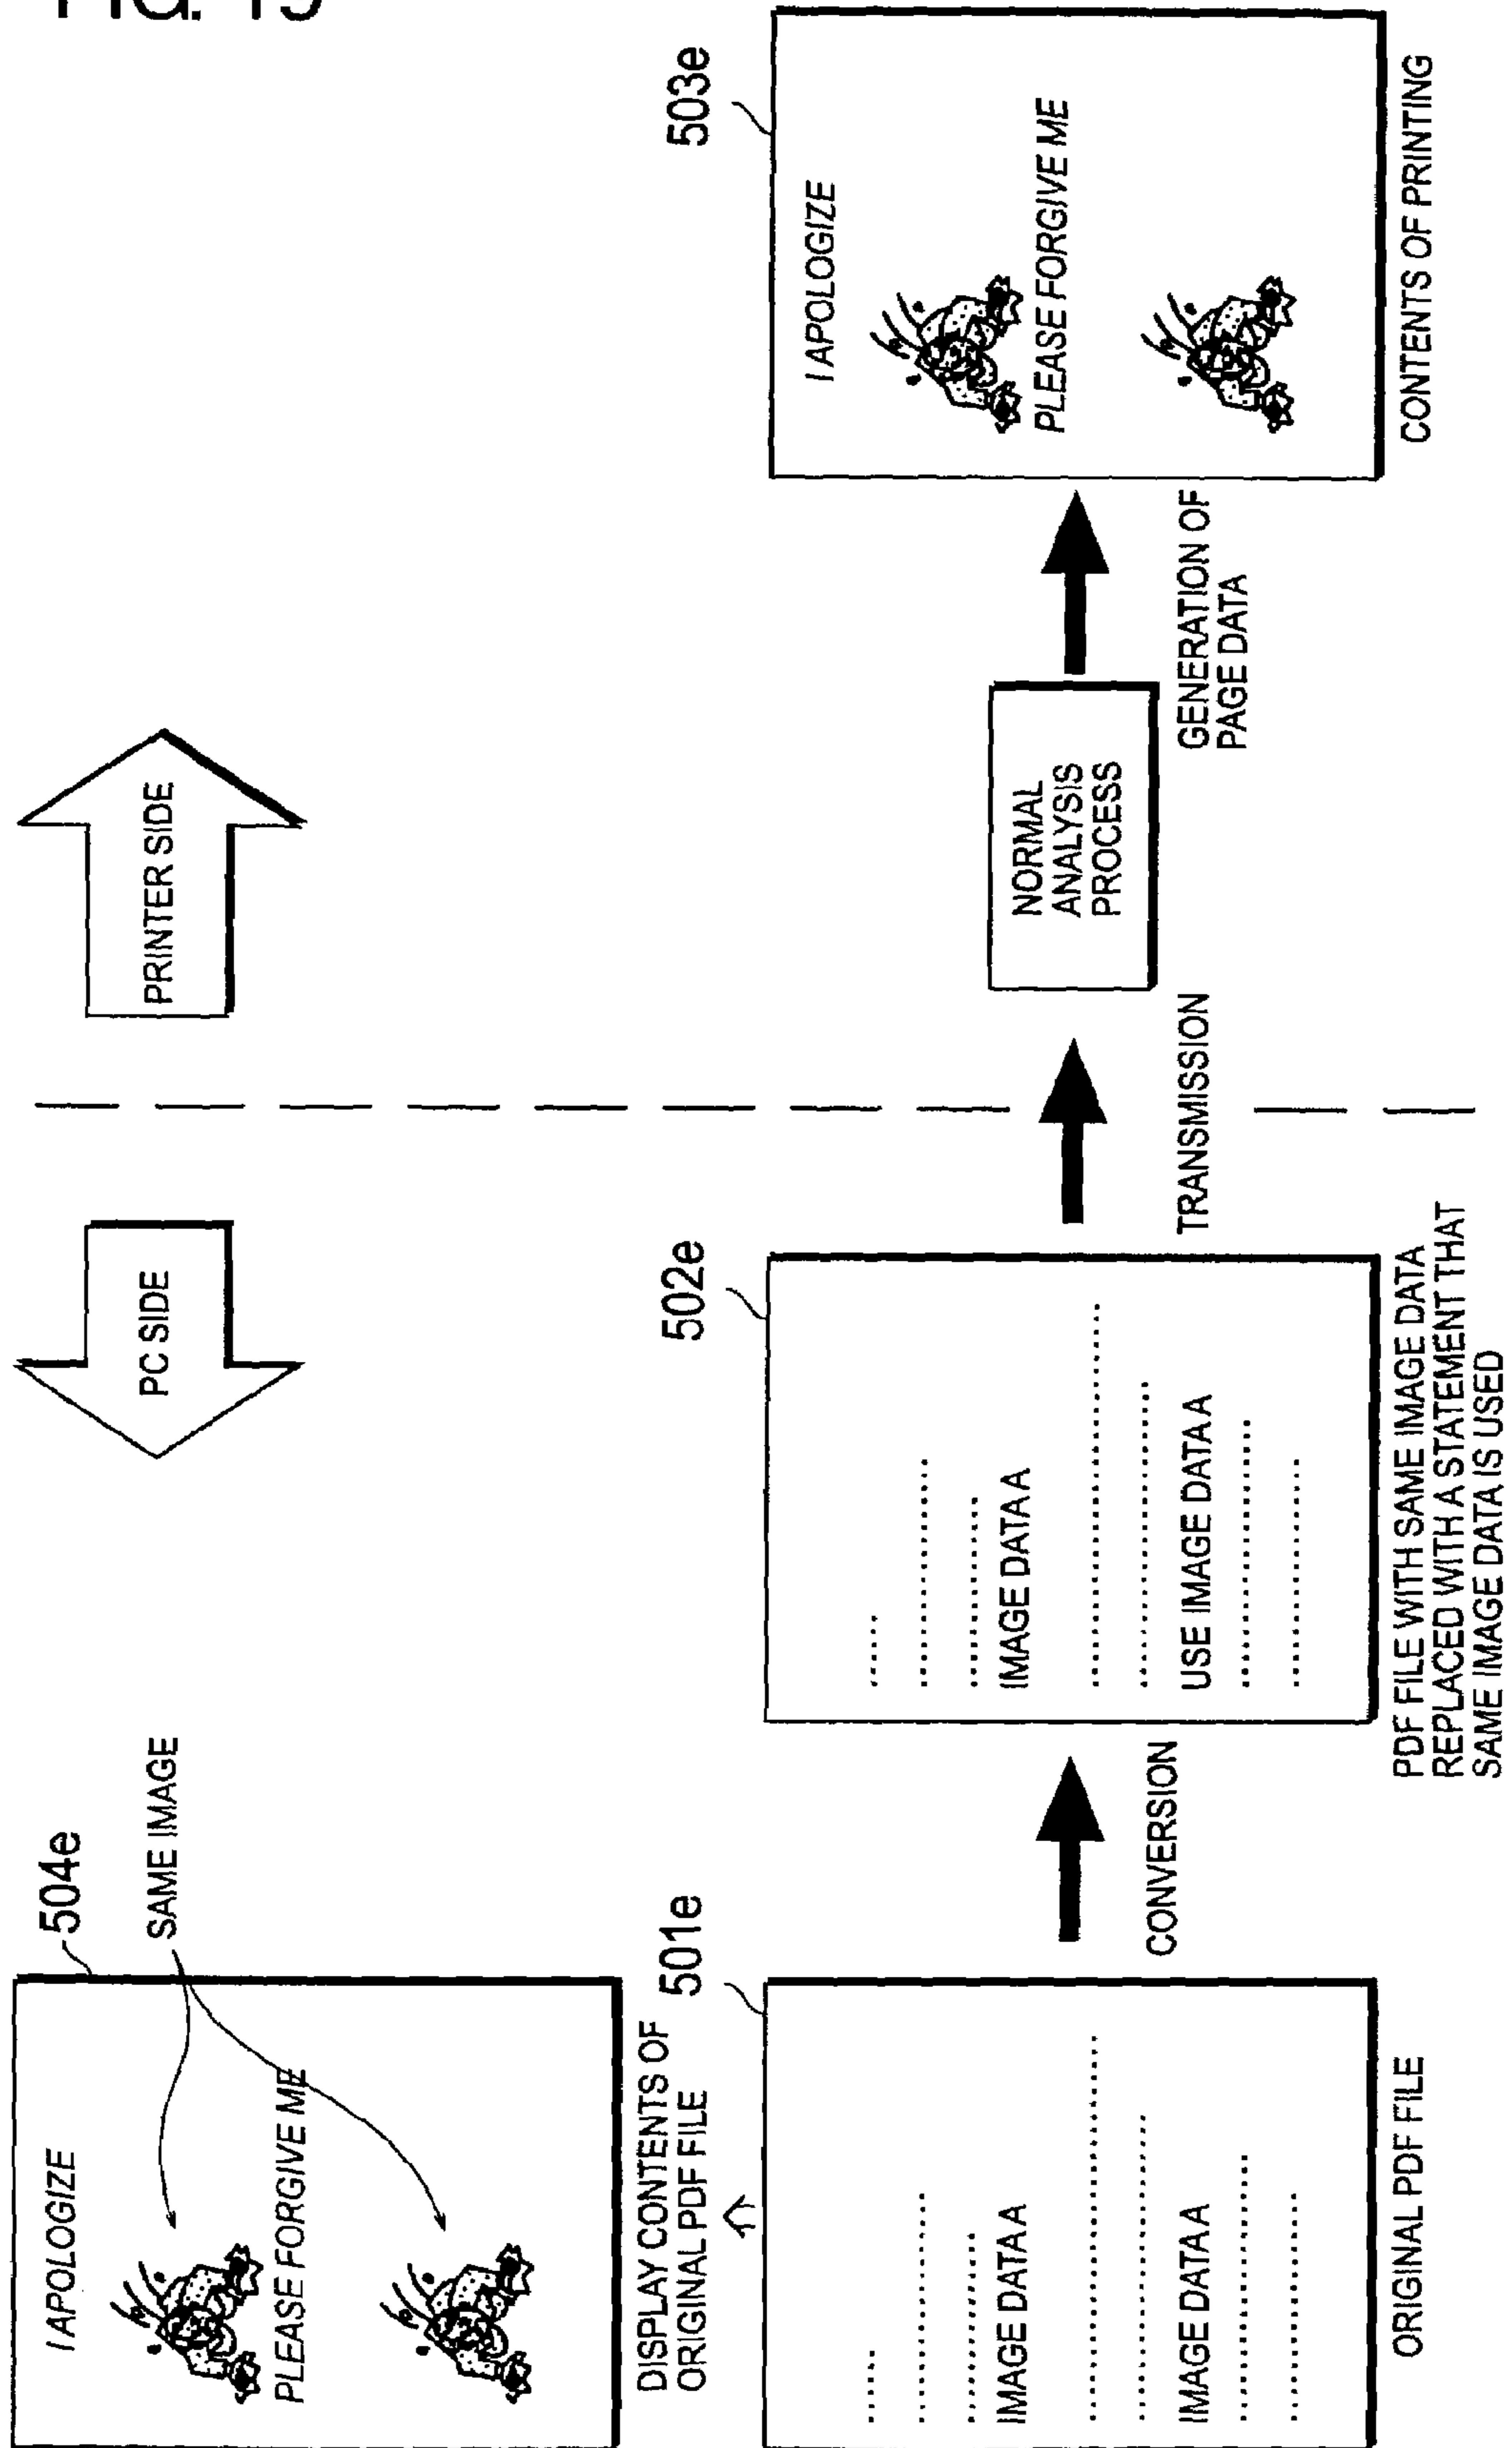 FIG. 19
PC SIDE
PRINTER SIDE
504e
SAME IMAGE
I APOLOGIZE
PLEASE FORGIVE ME
DISPLAY CONTENTS OF
ORIGINAL PDF FILE
501e
IMAGE DATA A
IMAGE DATA A
ORIGINAL PDF FILE
CONVERSION
502e
IMAGE DATA A
USE IMAGE DATA A
PDF FILE WITH SAME IMAGE DATA
REPLACED WITH A STATEMENT THAT
SAME IMAGE DATA IS USED
TRANSMISSION
NORMAL
ANALYSIS
PROCESS
GENERATION OF
PAGE DATA
503e
I APOLOGIZE
PLEASE FORGIVE ME
CONTENTS OF PRINTING